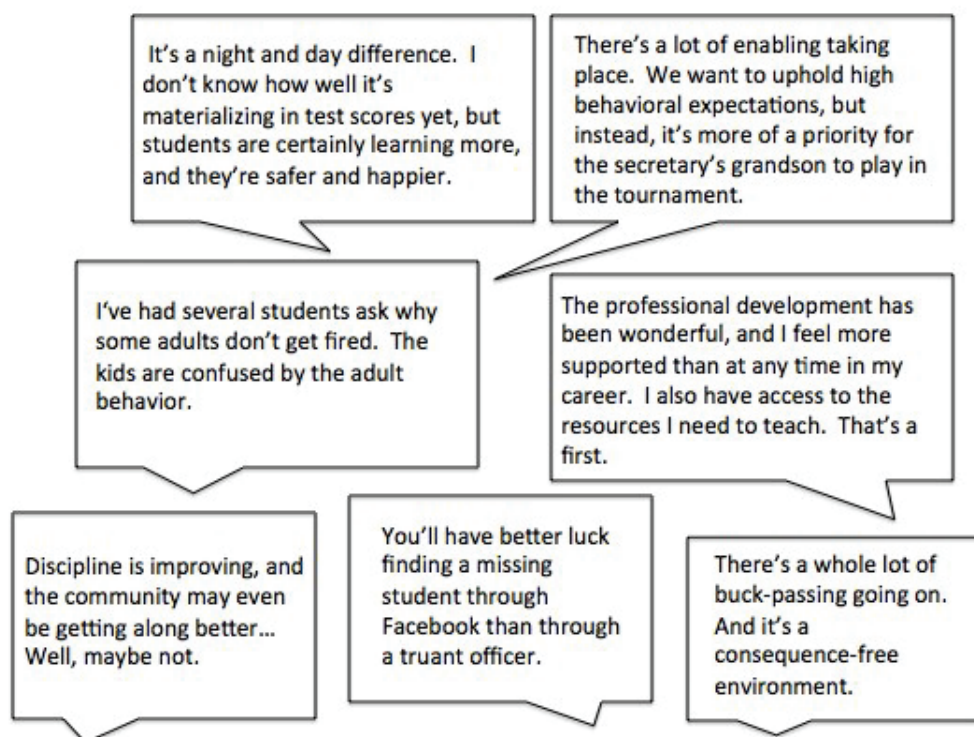 It's a night and day difference.  I
don't know how well it's
materializing in test scores yet, but
students are certainly learning more,
and they're safer and happier.
There's a lot of enabling taking
place.  We want to uphold high
behavioral expectations, but
instead, it's more of a priority for
the secretary's grandson to play in
the tournament.
I've had several students ask why
some adults don't get fired.  The
kids are confused by the adult
behavior.
The professional development has
been wonderful, and I feel more
supported than at any time in my
career.  I also have access to the
resources I need to teach.  That's a
first.
Discipline is improving, and
the community may even
be getting along better…
Well, maybe not.
You'll have better luck
finding a missing
student through
Facebook than through
a truant officer.
There's a whole lot of
buck-passing going on.
And it's a
consequence-free
environment.